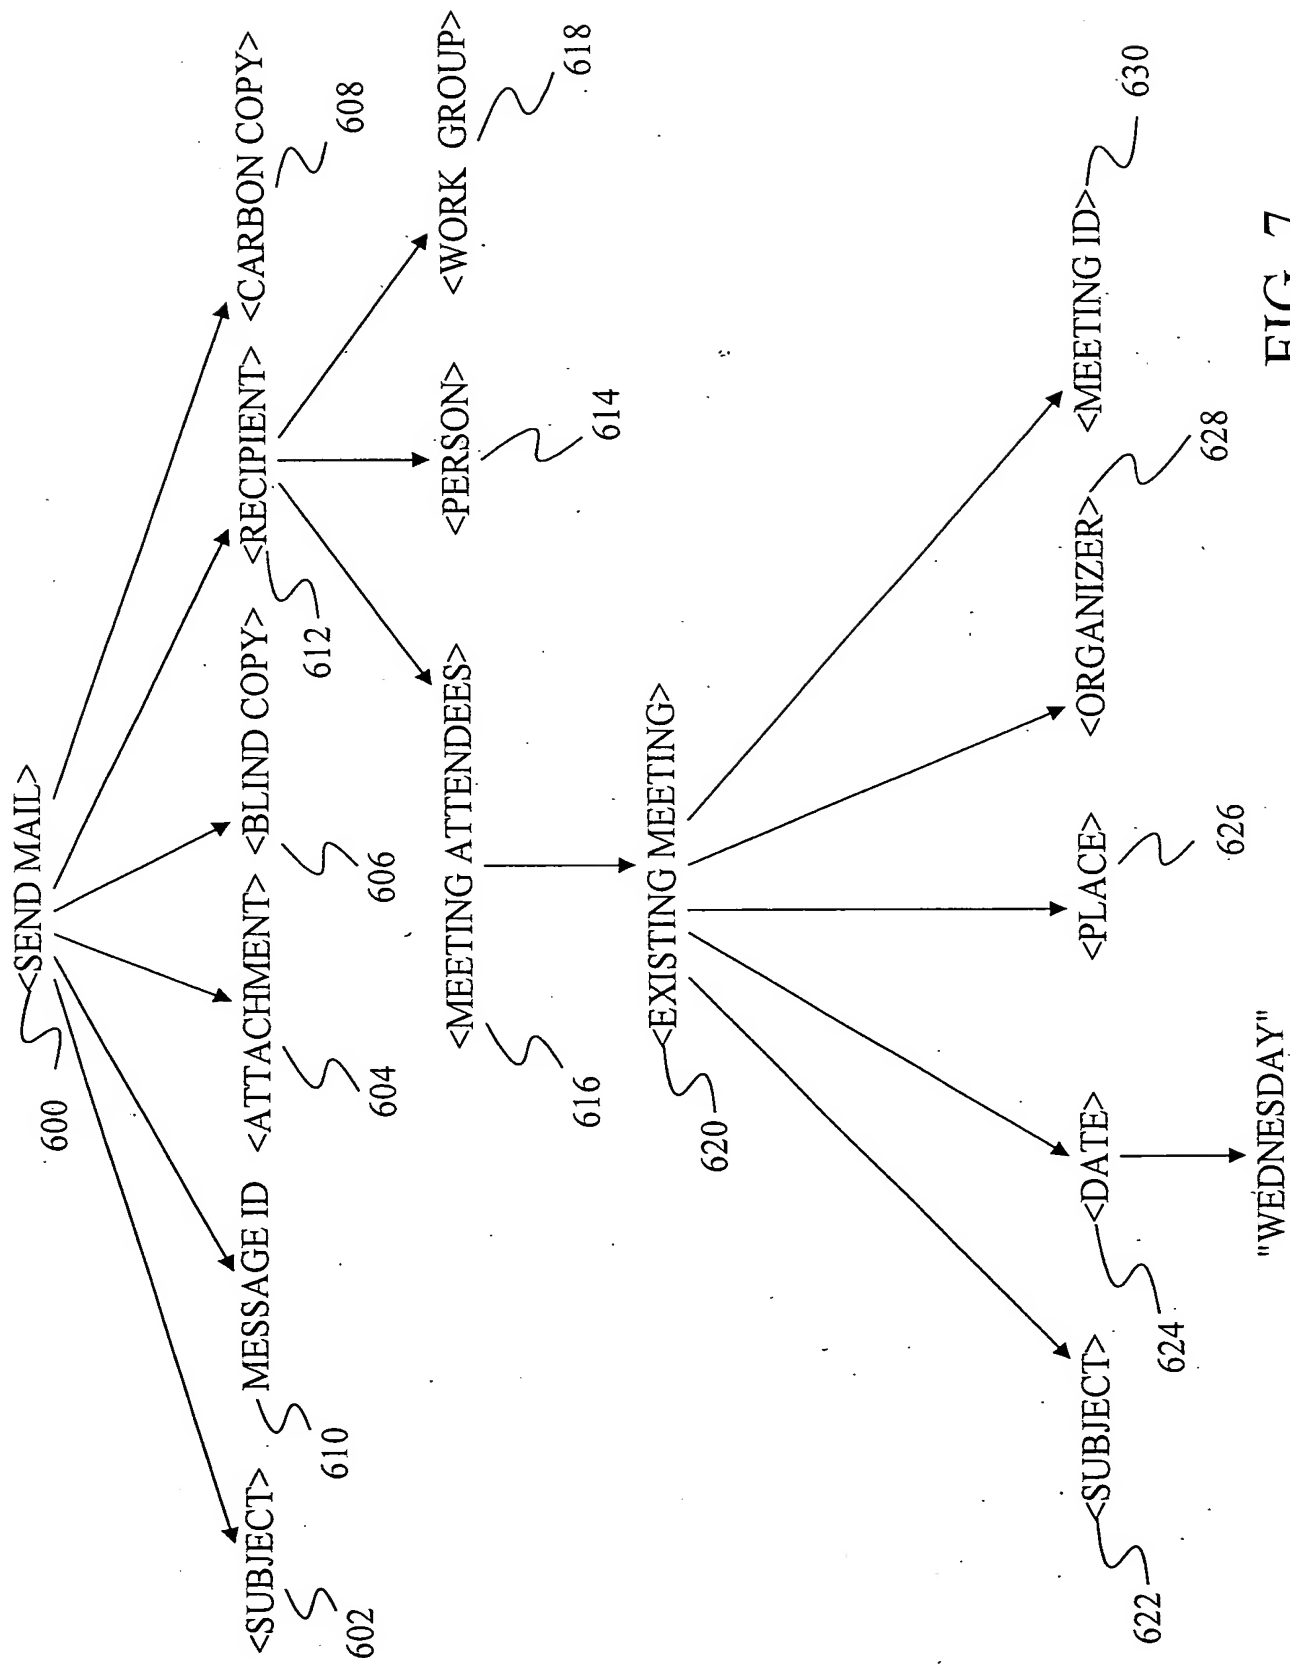 <SEND MAIL>
600
<SUBJECT> MESSAGE ID <ATTACHMENT> <BLIND COPY> <RECIPIENT> <CARBON COPY>
602 610 604 606 612 608
<MEETING ATTENDEES> <PERSON> <WORK GROUP>
616 614 618
<EXISTING MEETING>
620
<SUBJECT> <DATE> <PLACE> <ORGANIZER> <MEETING ID>
622 624 626 628 630
"WEDNESDAY"
FIG. 7